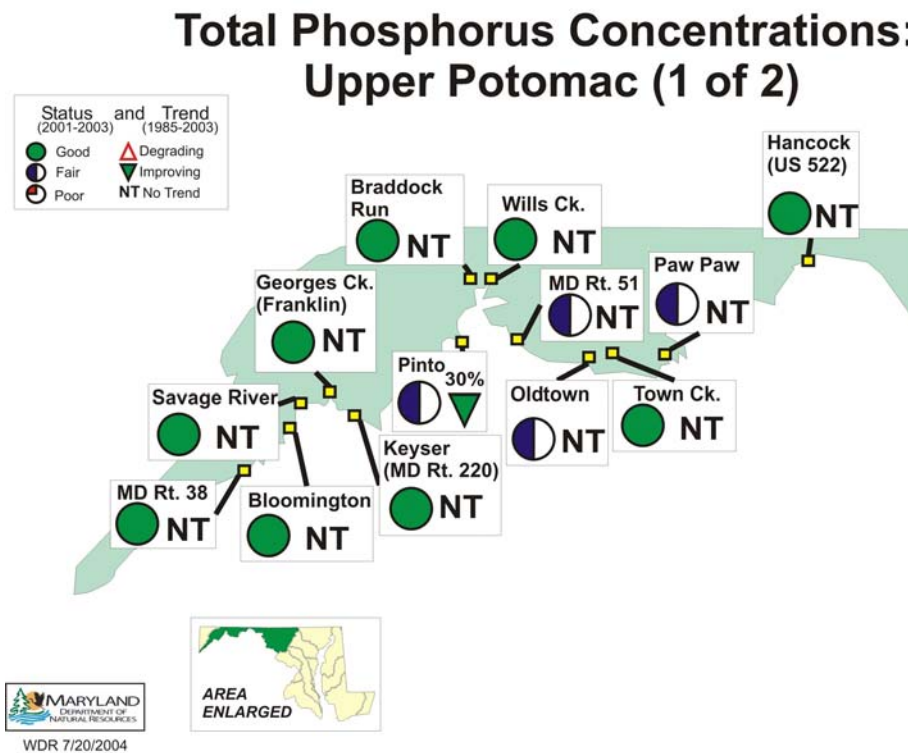 Total Phosphorus Concentrations:
Upper Potomac (1 of 2)
Status and Trend
(2001-2003) (1985-2003)
Good Degrading
Fair Improving
Poor NT No Trend
Hancock
(US 522)
NT
Braddock
Run
NT
Wills Ck.
NT
Georges Ck.
(Franklin)
NT
MD Rt. 51
NT
Paw Paw
NT
Pinto
30%
Savage River
NT
Oldtown
NT
Town Ck.
NT
Keyser
(MD Rt. 220)
NT
MD Rt. 38
NT
Bloomington
NT
AREA
ENLARGED
MARYLAND
DEPARTMENT OF
NATURAL RESOURCES
WDR 7/20/2004